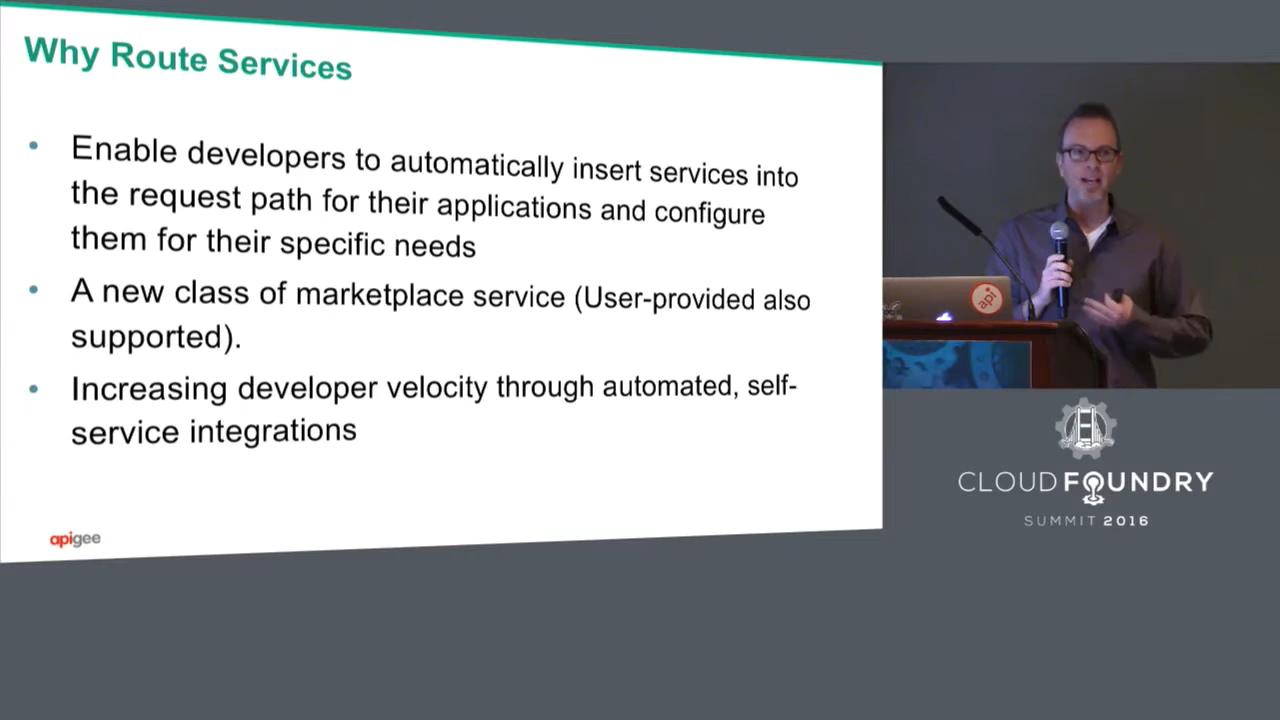 Why Route Services
• Enable developers to automatically insert services into
the request path for their applications and configure
them for their specific needs
• A new class of marketplace service (User-provided also
supported).
• Increasing developer velocity through automated, self-
service integrations
apigee
api
CLOUD FOUNDRY
SUMMIT 2016